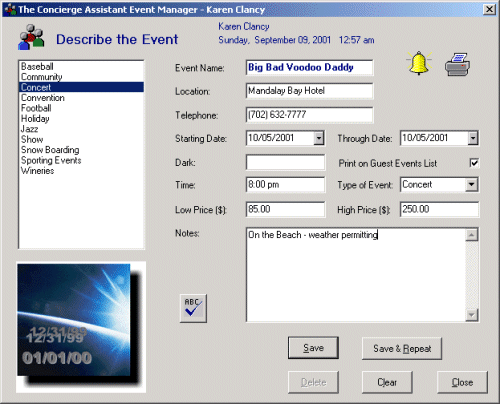 The Concierge Assistant Event Manager - Karen Clancy
Describe the Event
Karen Clancy
Sunday, September 09, 2001 12:57 am
Baseball
Community
Concert
Convention
Football
Holiday
Jazz
Show
Snow Boarding
Sporting Events
Wineries
Event Name: Big Bad Voodoo Daddy
Location: Mandalay Bay Hotel
Telephone: (702) 632-7777
Starting Date: 10/05/2001 Through Date: 10/05/2001
Dark: Print on Guest Events List
Time: 8:00 pm Type of Event: Concert
Low Price ($): 85.00 High Price ($): 250.00
Notes: On the Beach - weather permitting
ABC
12/31/99
12/31/99
01/01/00
Save Save & Repeat
Delete Clear Close